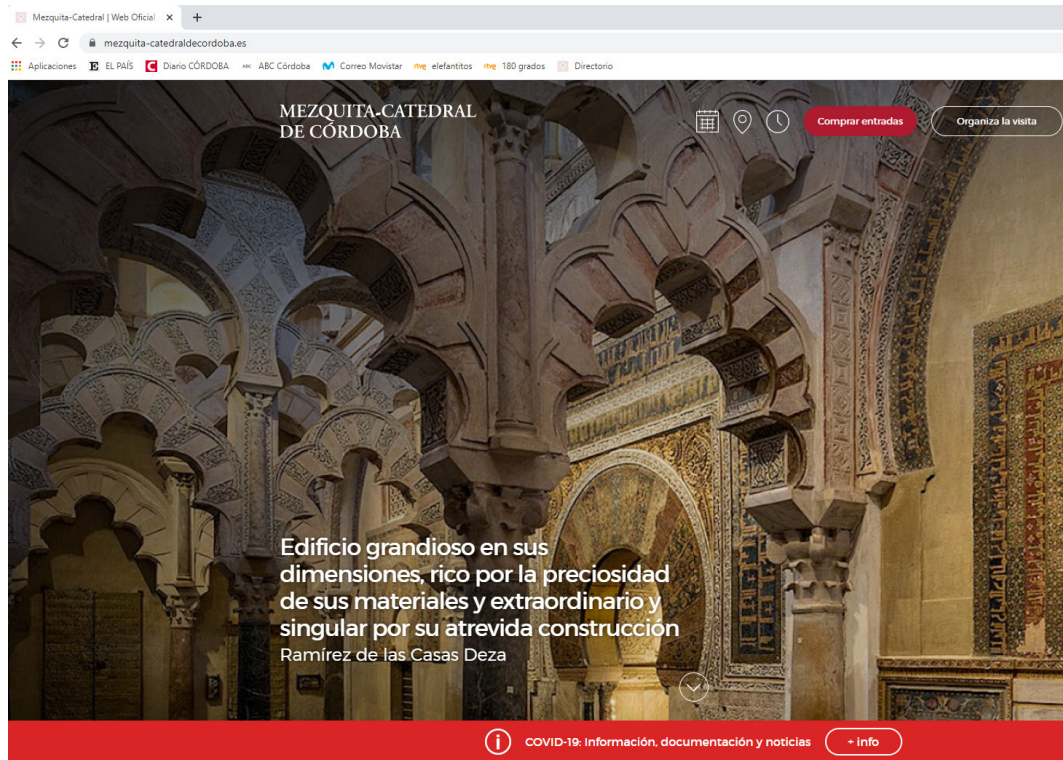 Mezquita-Catedral | Web Oficial
mezquita-catedraldecordoba.es
Aplicaciones EL PAÍS Diario CÓRDOBA ABC ABC Córdoba Correo Movistar rtve elefantitos rtve 180 grados Directorio
MEZQUITA-CATEDRAL
DE CÓRDOBA
Comprar entradas
Organiza la visita
Edificio grandioso en sus
dimensiones, rico por la preciosidad
de sus materiales y extraordinario y
singular por su atrevida construcción
Ramírez de las Casas Deza
COVID-19: Información, documentación y noticias
+ info